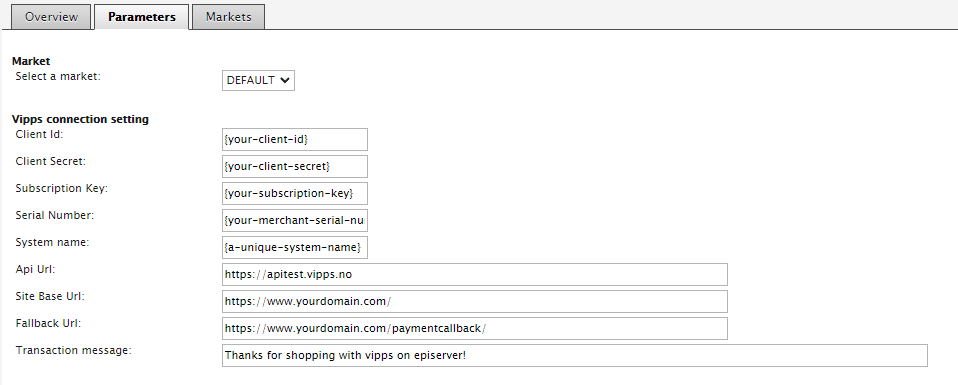 Overview Parameters Markets
Market
Select a market: DEFAULT
Vipps connection setting
Client Id: {your-client-id}
Client Secret: {your-client-secret}
Subscription Key: {your-subscription-key}
Serial Number: {your-merchant-serial-nu
System name: {a-unique-system-name}
Api Url: https://apitest.vipps.no
Site Base Url: https://www.yourdomain.com/
Fallback Url: https://www.yourdomain.com/paymentcallback/
Transaction message: Thanks for shopping with vipps on episerver!